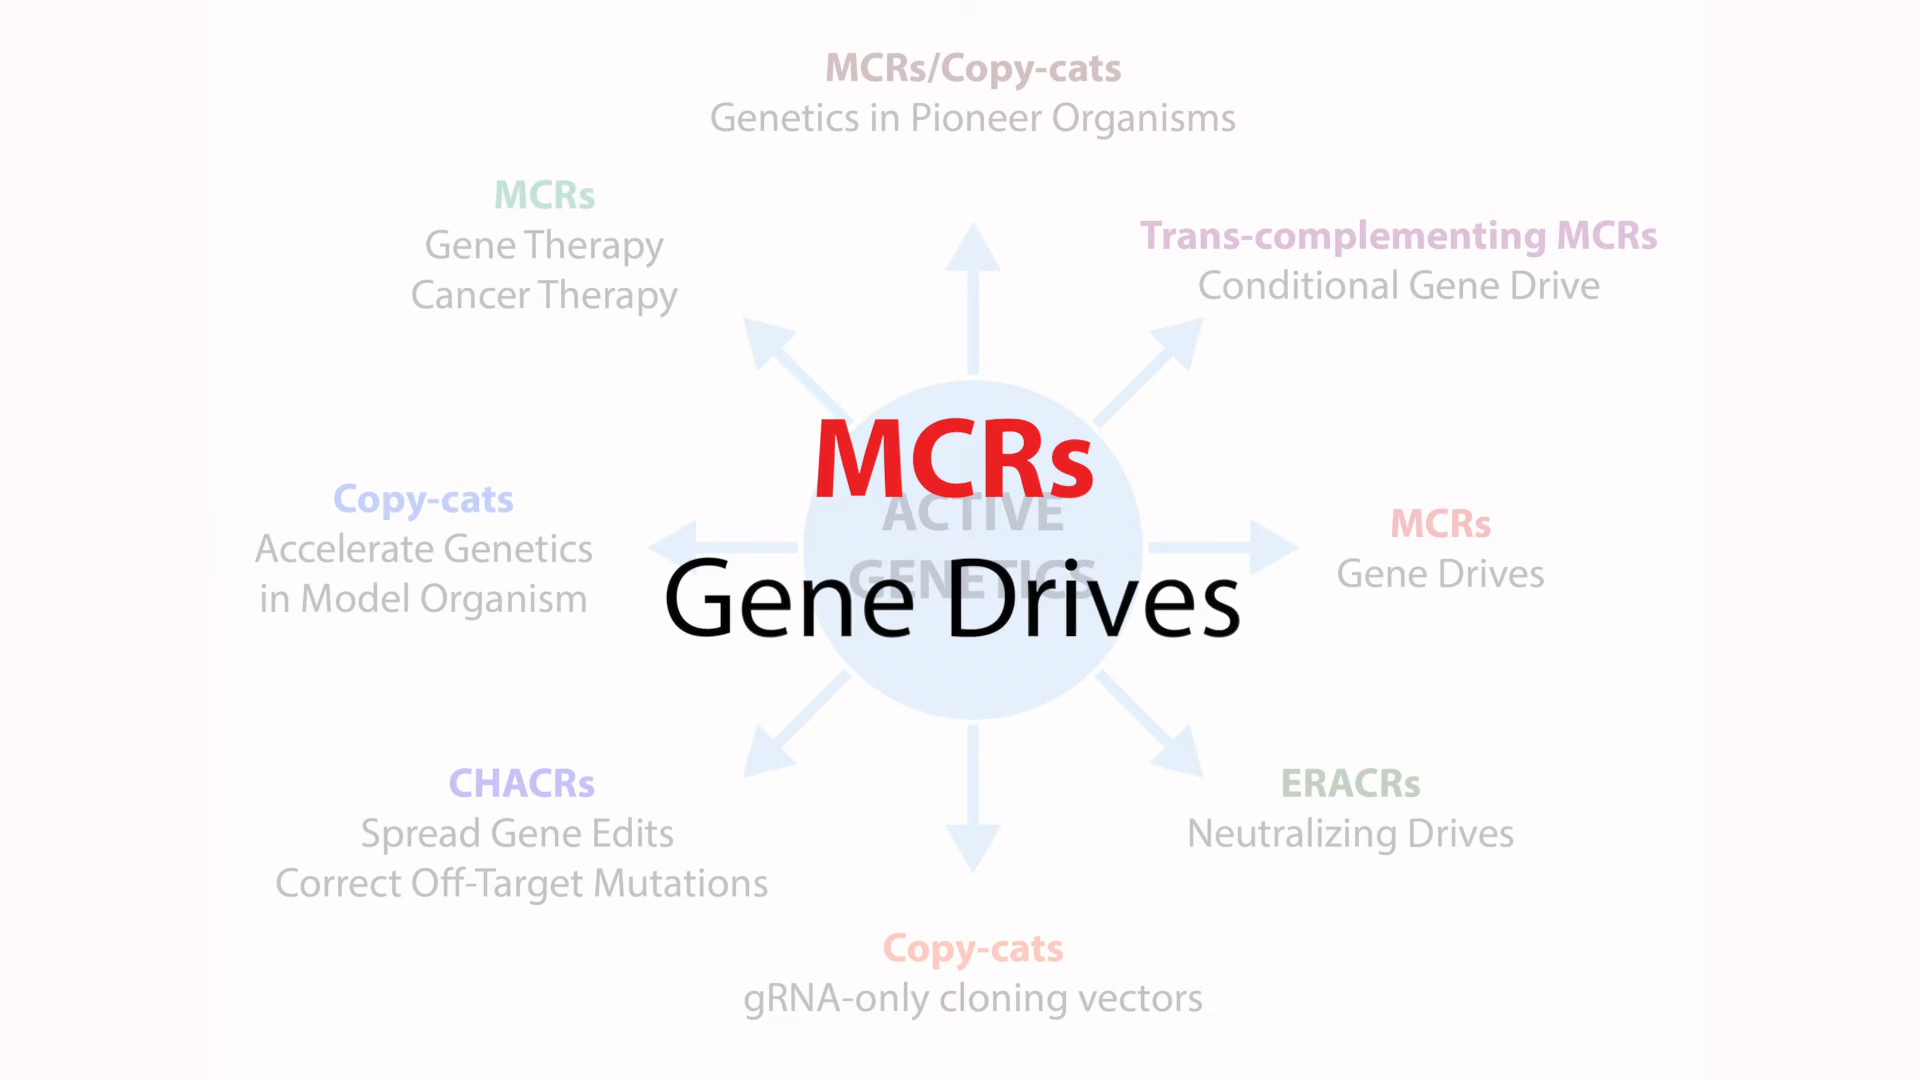 MCRs/Copy-cats
Genetics in Pioneer Organisms
MCRs
Gene Therapy
Cancer Therapy
Trans-complementing MCRs
Conditional Gene Drive
MCRs
Gene Drives
ACTIVE
GENETICS
Copy-cats
Accelerate Genetics
in Model Organism
MCRs
Gene Drives
CHACRs
Spread Gene Edits
Correct Off-Target Mutations
ERACRs
Neutralizing Drives
Copy-cats
gRNA-only cloning vectors